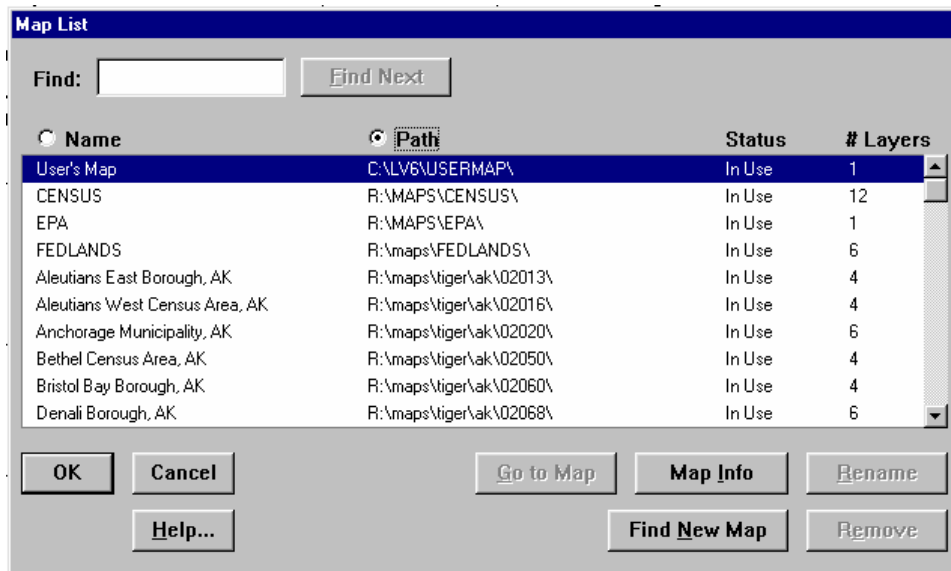 Map List
Find: Find Next
Name Path Status # Layers
User's Map C:\LV6\USERMAP\ In Use 1
CENSUS R:\MAPS\CENSUS\ In Use 12
EPA R:\MAPS\EPA\ In Use 1
FEDLANDS R:\maps\FEDLANDS\ In Use 6
Aleutians East Borough, AK R:\maps\tiger\ak\02013\ In Use 4
Aleutians West Census Area, AK R:\maps\tiger\ak\02016\ In Use 4
Anchorage Municipality, AK R:\maps\tiger\ak\02020\ In Use 6
Bethel Census Area, AK R:\maps\tiger\ak\02050\ In Use 4
Bristol Bay Borough, AK R:\maps\tiger\ak\02060\ In Use 4
Denali Borough, AK R:\maps\tiger\ak\02068\ In Use 6
OK Cancel Go to Map Map Info Rename
Help... Find New Map Remove